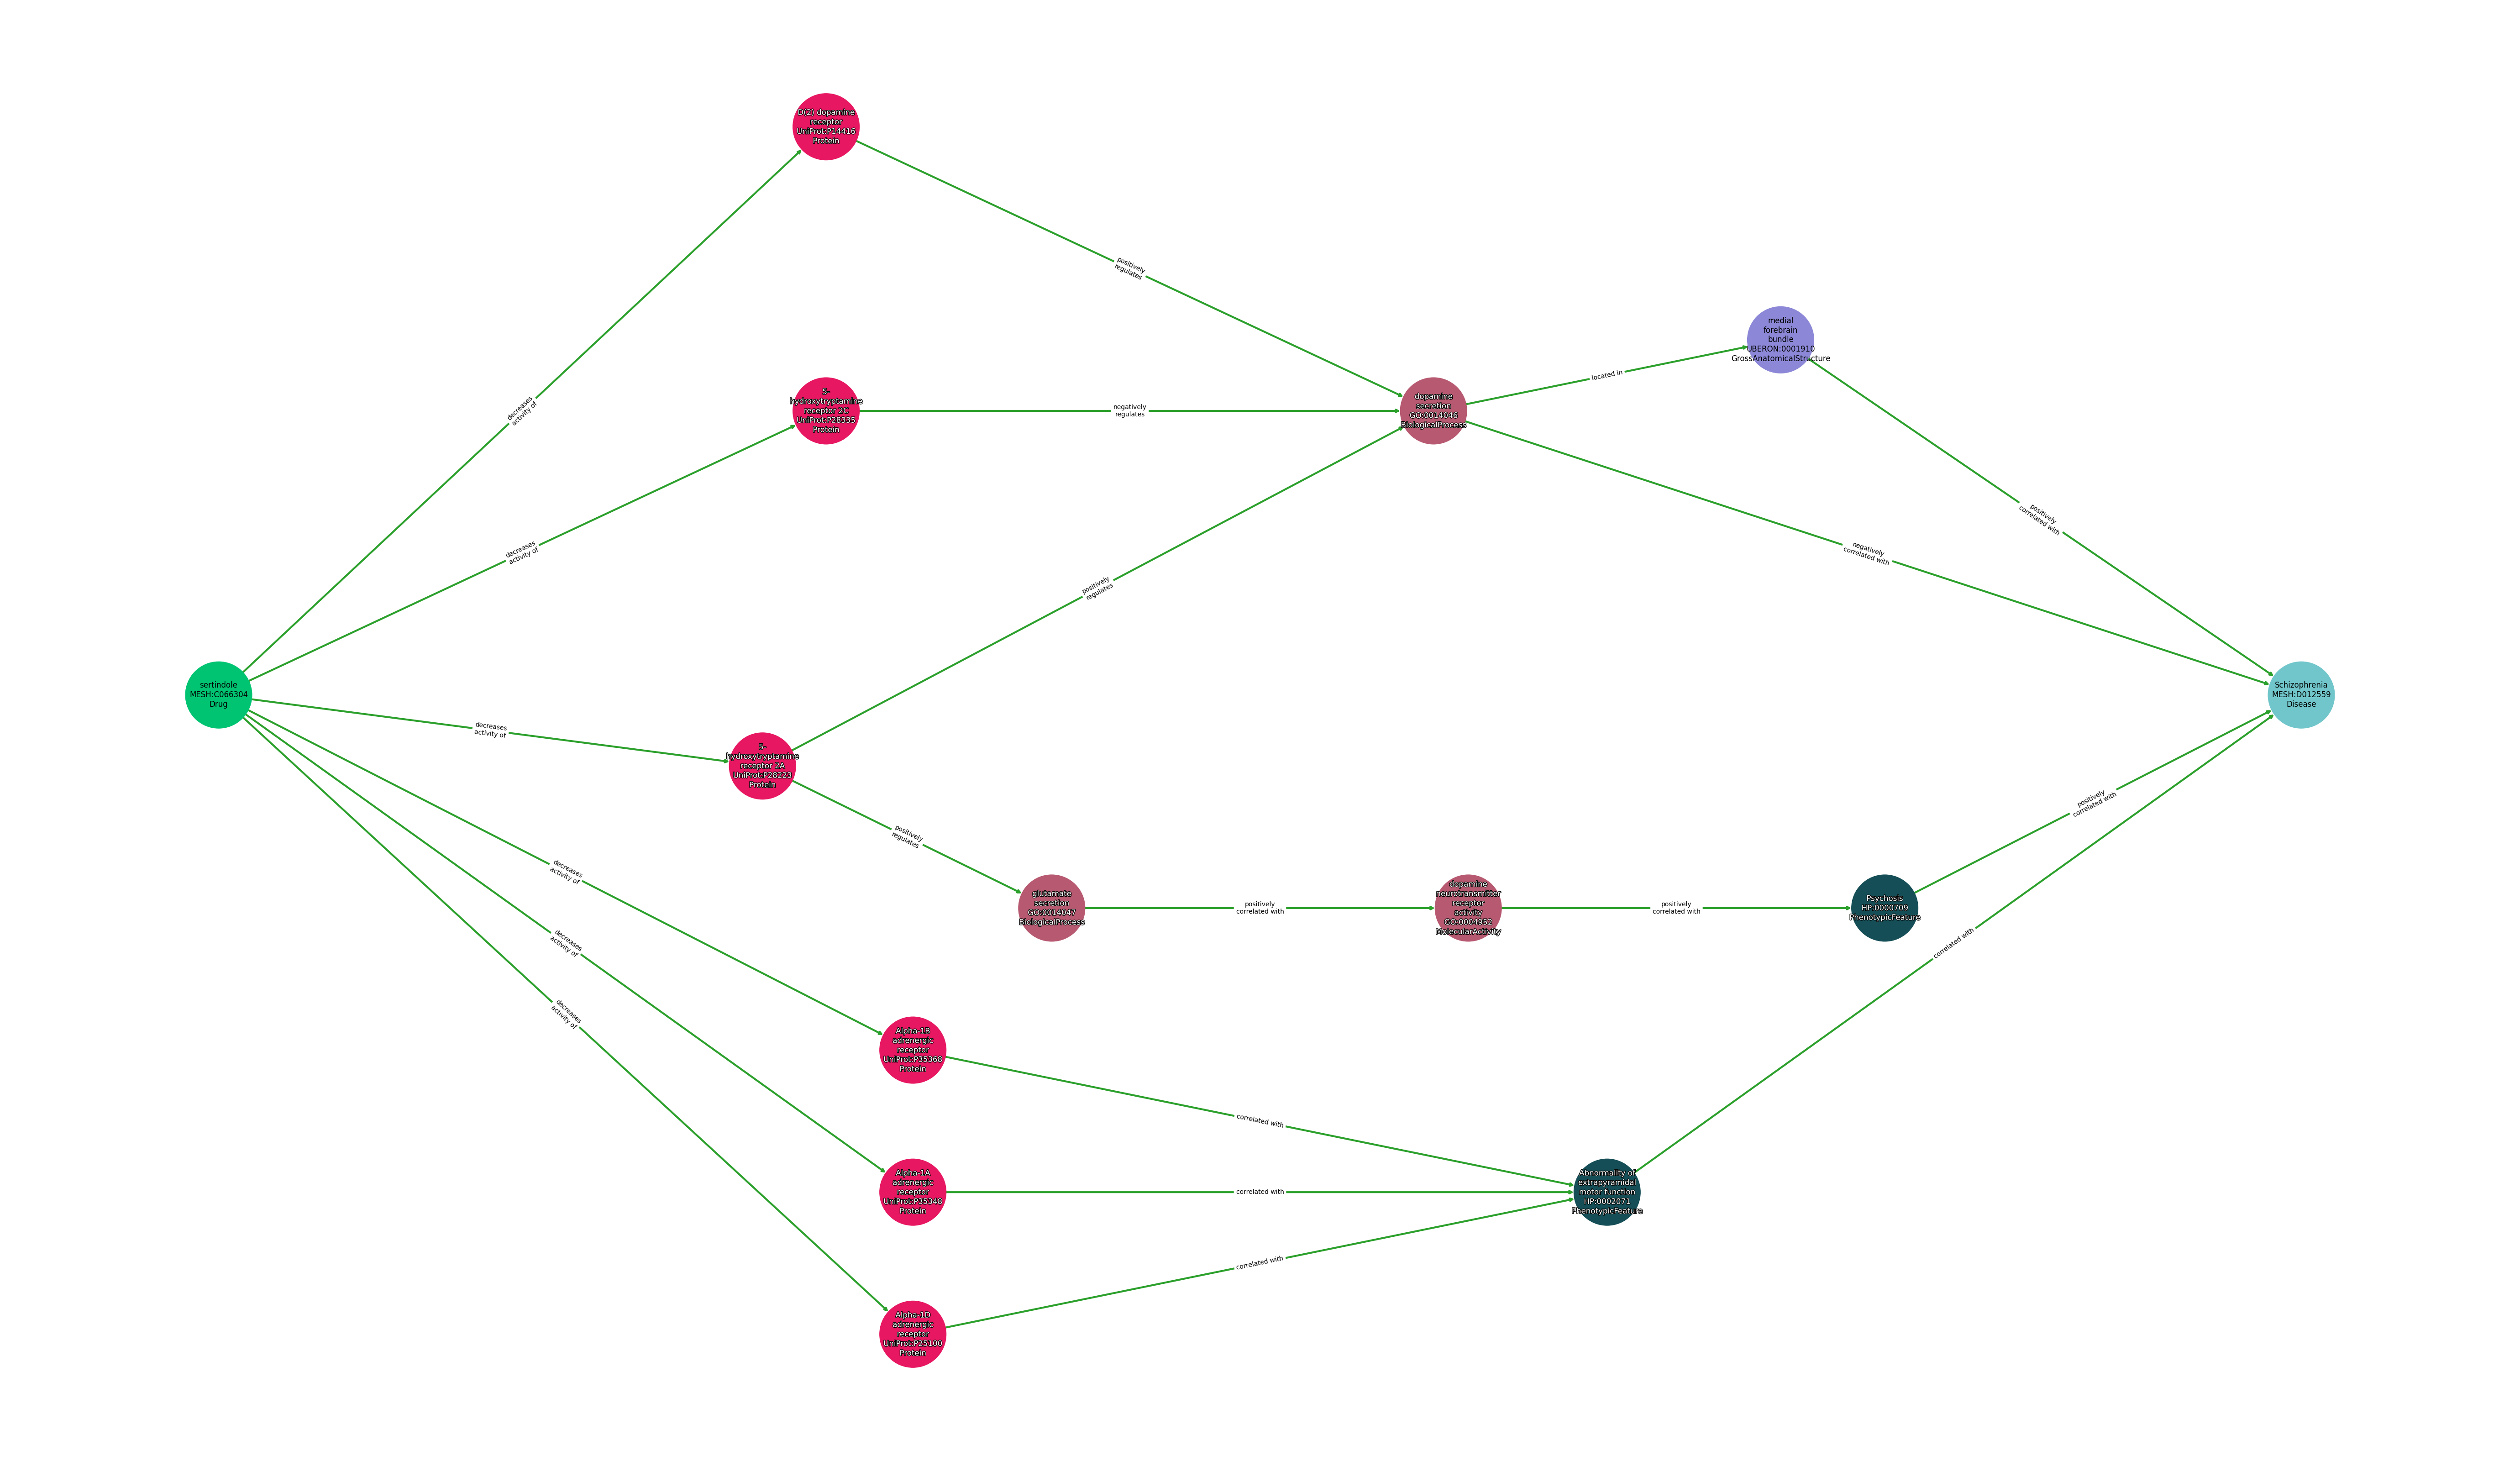 D(2) dopamine
receptor
UniProt:P14416
Protein
decreases
activity of
positively
regulates
medial
forebrain
bundle
UBERON:0001910
GrossAnatomicalStructure
5-
hydroxytryptamine
receptor 2C
UniProt:P28335
Protein
negatively
regulates
dopamine
secretion
GO:0014046
BiologicalProcess
located in
positively
correlated with
decreases
activity of
positively
regulates
negatively
correlated with
sertindole
MESH:C066304
Drug
Schizophrenia
MESH:D012559
Disease
decreases
activity of
5-
hydroxytryptamine
receptor 2A
UniProt:P28223
Protein
positively
regulates
positively
correlated with
decreases
activity of
glutamate
secretion
GO:0014047
BiologicalProcess
positively
correlated with
dopamine
neurotransmitter
receptor
activity
GO:0004952
MolecularActivity
positively
correlated with
Psychosis
HP:0000709
PhenotypicFeature
decreases
activity of
correlated with
decreases
activity of
Alpha-1B
adrenergic
receptor
UniProt:P35368
Protein
correlated with
Alpha-1A
adrenergic
receptor
UniProt:P35348
Protein
correlated with
Abnormality of
extrapyramidal
motor function
HP:0002071
PhenotypicFeature
correlated with
Alpha-1D
adrenergic
receptor
UniProt:P25100
Protein